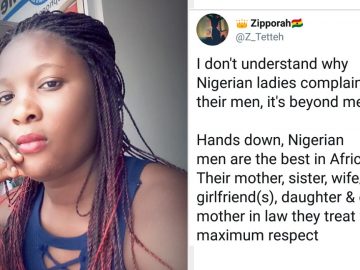 Zipporah
@Z_Tetteh
I don't understand why
Nigerian ladies complain
their men, it's beyond me
Hands down, Nigerian
men are the best in Afric
Their mother, sister, wife,
girlfriend(s), daughter &
mother in law they treat
maximum respect